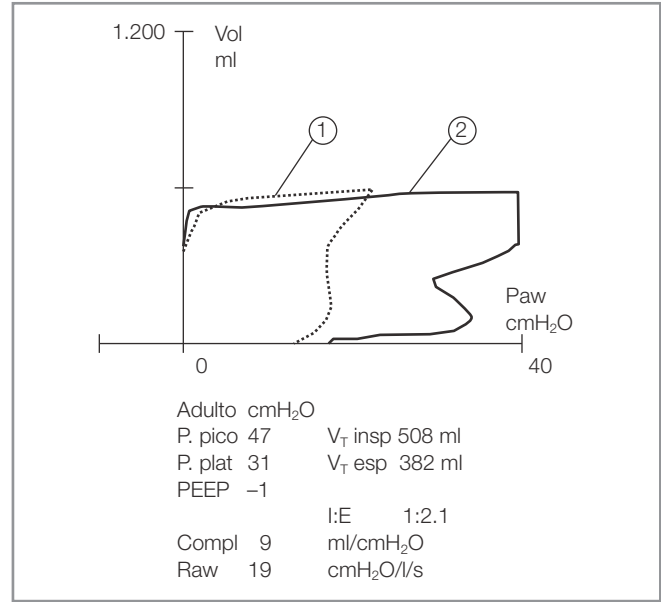 1.200 Vol
ml
1 2
Paw
cmH₂O
0 40
Adulto cmH₂O
P. pico 47 V_T insp 508 ml
P. plat 31 V_T esp 382 ml
PEEP –1
I:E 1:2.1
Compl 9 ml/cmH₂O
Raw 19 cmH₂O/l/s